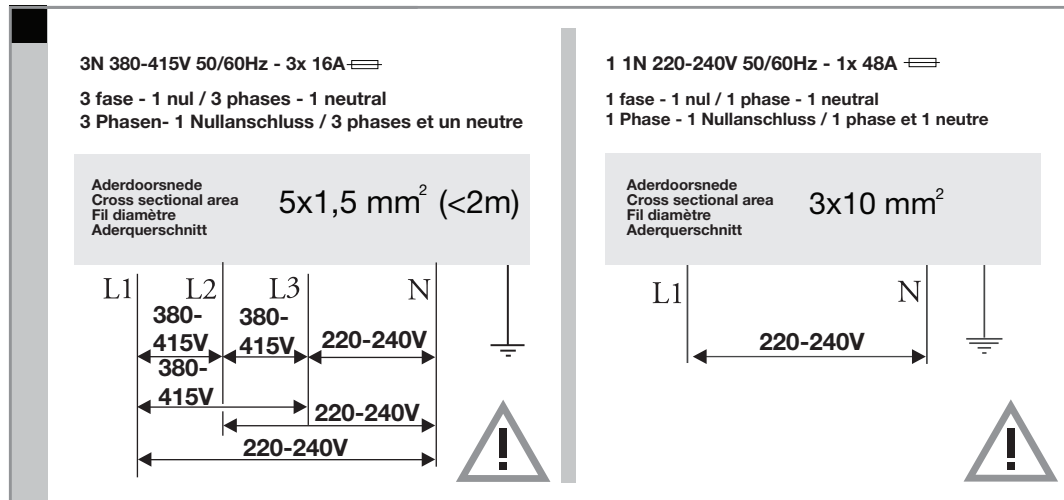 3N 380-415V 50/60Hz - 3x 16A
3 fase - 1 nul / 3 phases - 1 neutral
3 Phasen- 1 Nullanschluss / 3 phases et un neutre
Aderdoorsnede
Cross sectional area
Fil diamètre
Aderquerschnitt
5x1,5 mm² (<2m)
L1 L2 L3 N
380-
415V
380-
415V
220-240V
380-
415V
220-240V
220-240V
!
1 1N 220-240V 50/60Hz - 1x 48A
1 fase - 1 nul / 1 phase - 1 neutral
1 Phase - 1 Nullanschluss / 1 phase et 1 neutre
Aderdoorsnede
Cross sectional area
Fil diamètre
Aderquerschnitt
3x10 mm²
L1 N
220-240V
!